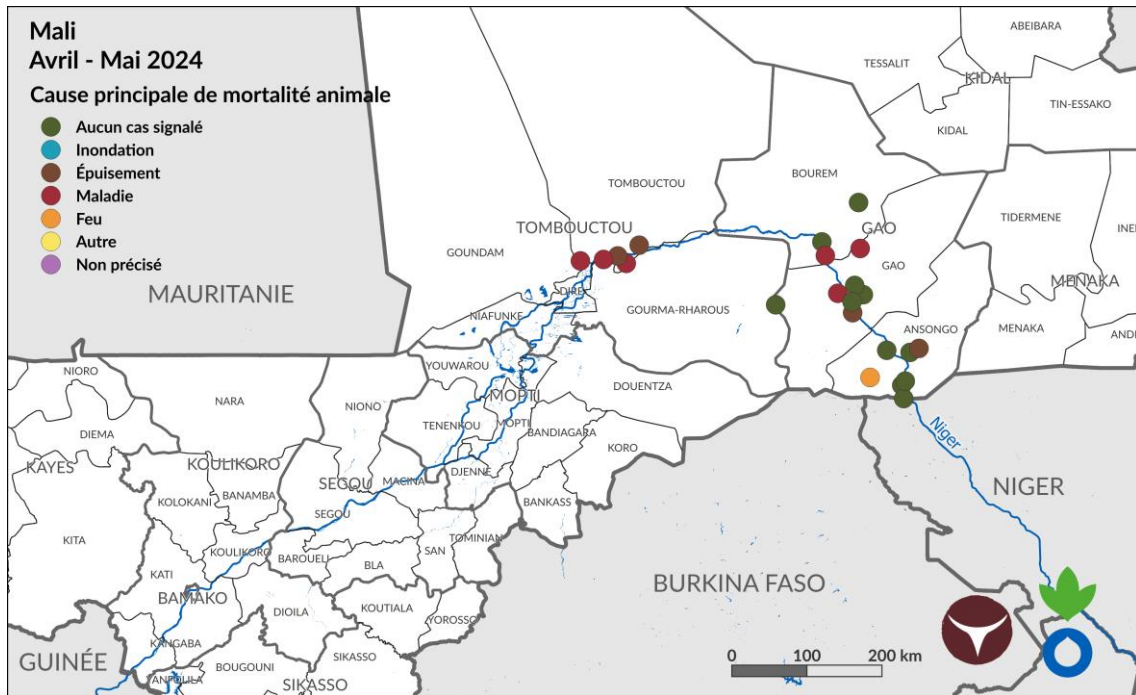 Mali
Avril - Mai 2024
Cause principale de mortalité animale
Aucun cas signalé
Inondation
Épuisement
Maladie
Feu
Autre
Non précisé
ABEIBARA
TESSALIT
KIDAL
TIN-ESSAKO
KIDAL
TOMBOUCTOU
BOUREM
TIDERMENE
TOMBOUCTOU
GAO
GOUNDAM
GAO
MENAKA
MAURITANIE
DIRE
GOURMA-RHAROUS
NIAFUNKE
ANSONGO
MENAKA
YOUWAROU
NIORO
DOUENTZA
NARA
NIONO
MOPTI
TENENKOU
MOPTI
BANDIAGARA
DIEMA
KORO
Niger
KAYES
KOULIKORO
DJENNE
SEGOU
MACINA
NIGER
KOLOKANI
BANAMBA
BANKASS
SEGOU
KITA
TOMINIAN
KOULIKORO
SAN
BAROUELI
BLA
KATI
BURKINA FASO
BAMAKO
DIOILA
KOUTIALA
YOROSSO
KANGABA
GUINÉE
BOUGOUNI
SIKASSO
SIKASSO
0 100 200 km